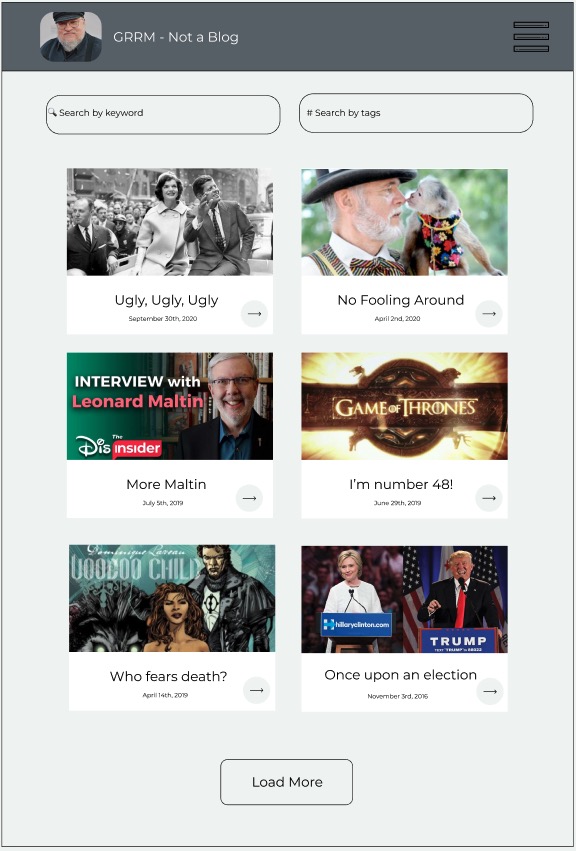 GRRM - Not a Blog
Search by keyword
# Search by tags
Ugly, Ugly, Ugly
September 30th, 2020
No Fooling Around
April 2nd, 2020
INTERVIEW with
Leonard Maltin
The
Dis insider
More Maltin
July 5th, 2019
GAME OF THRONES
I'm number 48!
June 29th, 2019
Dominique Laveau
VOODOO CHILD
Who fears death?
April 14th, 2019
H hillaryclinton.com
TRUMP
TEXT "TRUMP" to 88022
Once upon an election
November 3rd, 2016
Load More